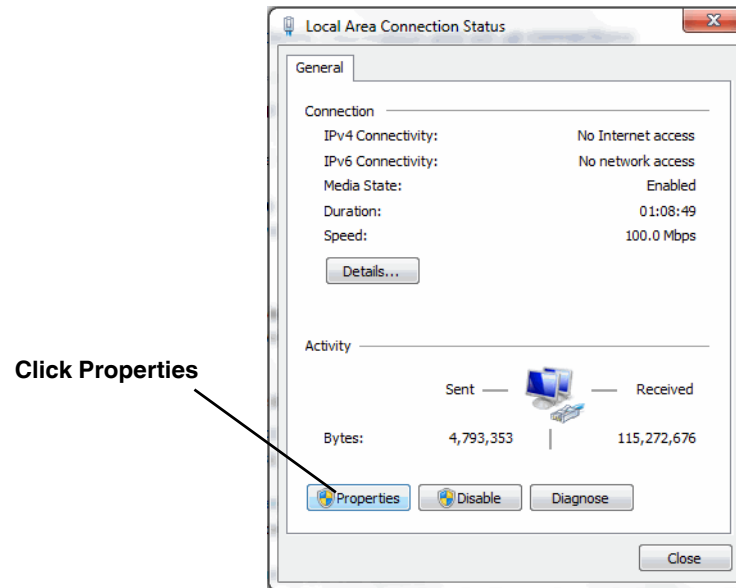 Local Area Connection Status
General
Connection
IPv4 Connectivity: No Internet access
IPv6 Connectivity: No network access
Media State: Enabled
Duration: 01:08:49
Speed: 100.0 Mbps
Details...
Activity
Click Properties
Sent Received
Bytes: 4,793,353 115,272,676
Properties Disable Diagnose
Close